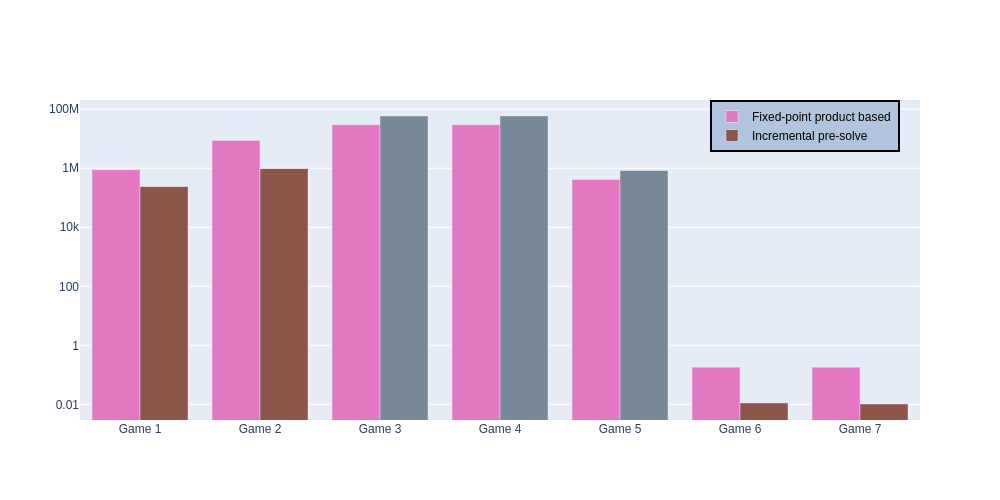 100M
1M
10k
100
1
0.01
Fixed-point product based
Incremental pre-solve
Game 1
Game 2
Game 3
Game 4
Game 5
Game 6
Game 7